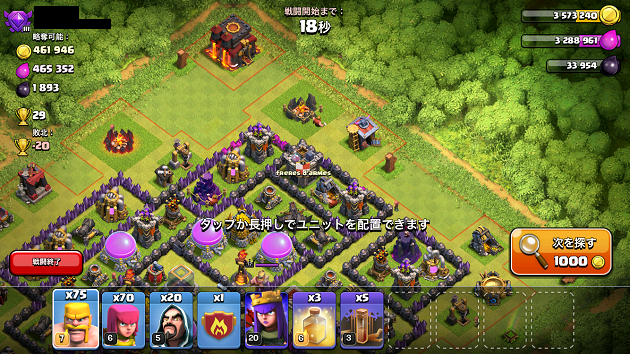 戦闘開始まで：
18秒
略奪可能：
461 946
465 352
1 893
29
敗北：
-20
3 573 240
3 288 961
33 954
freres d'armes
タップか長押しでユニットを配置できます
戦闘終了
次を探す
1000
x75
x70
x20
x1
x3
x5
7
6
5
20
6
3